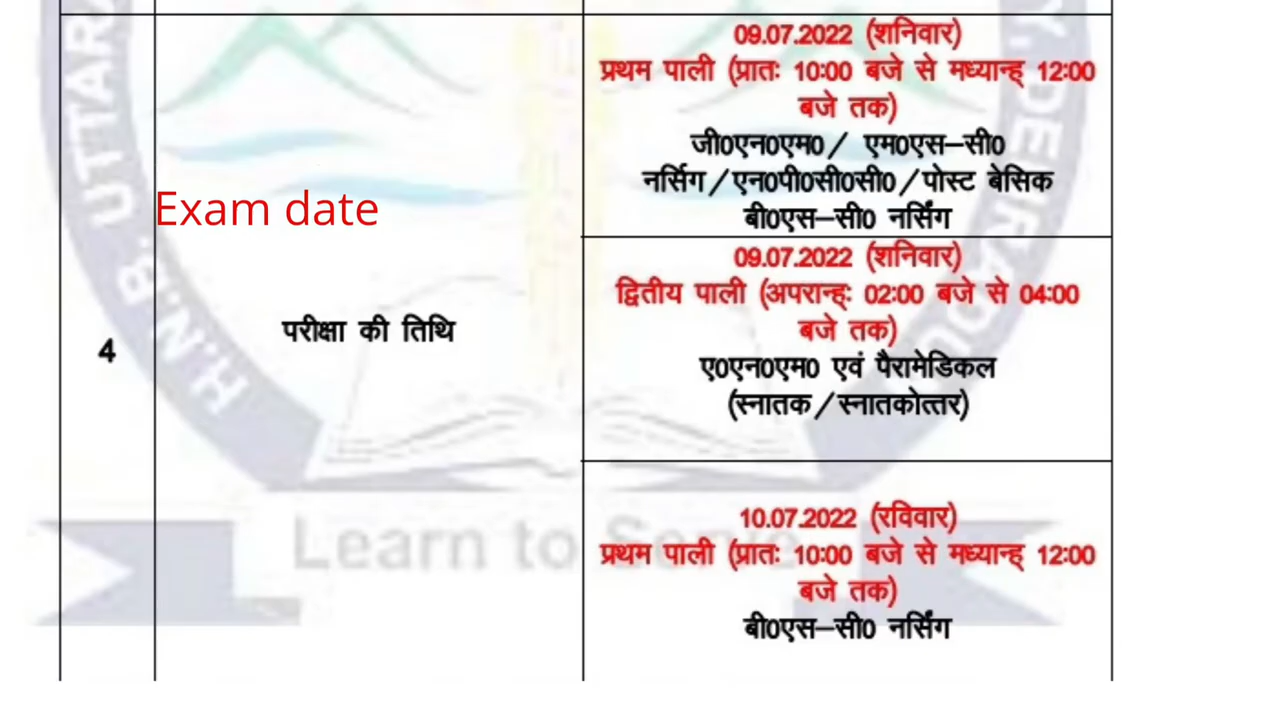 09.07.2022 (शनिवार)
प्रथम पाली (प्रातः 10:00 बजे से मध्यान्ह् 12:00
बजे तक)
जी0एन0एम0/ एम0एस–सी0
नर्सिग/एन0पी0सी0सी0/पोस्ट बेसिक
बी0एस–सी0 नर्सिंग
Exam date
4
परीक्षा की तिथि
09.07.2022 (शनिवार)
द्वितीय पाली (अपरान्ह्: 02:00 बजे से 04:00
बजे तक)
ए0एन0एम0 एवं पैरामेडिकल
(स्नातक/स्नातकोत्तर)
10.07.2022 (रविवार)
प्रथम पाली (प्रातः 10:00 बजे से मध्यान्ह् 12:00
बजे तक)
बी0एस–सी0 नर्सिंग
H.N.B. UTTARA
Y, DEHRADU
Learn to Serve